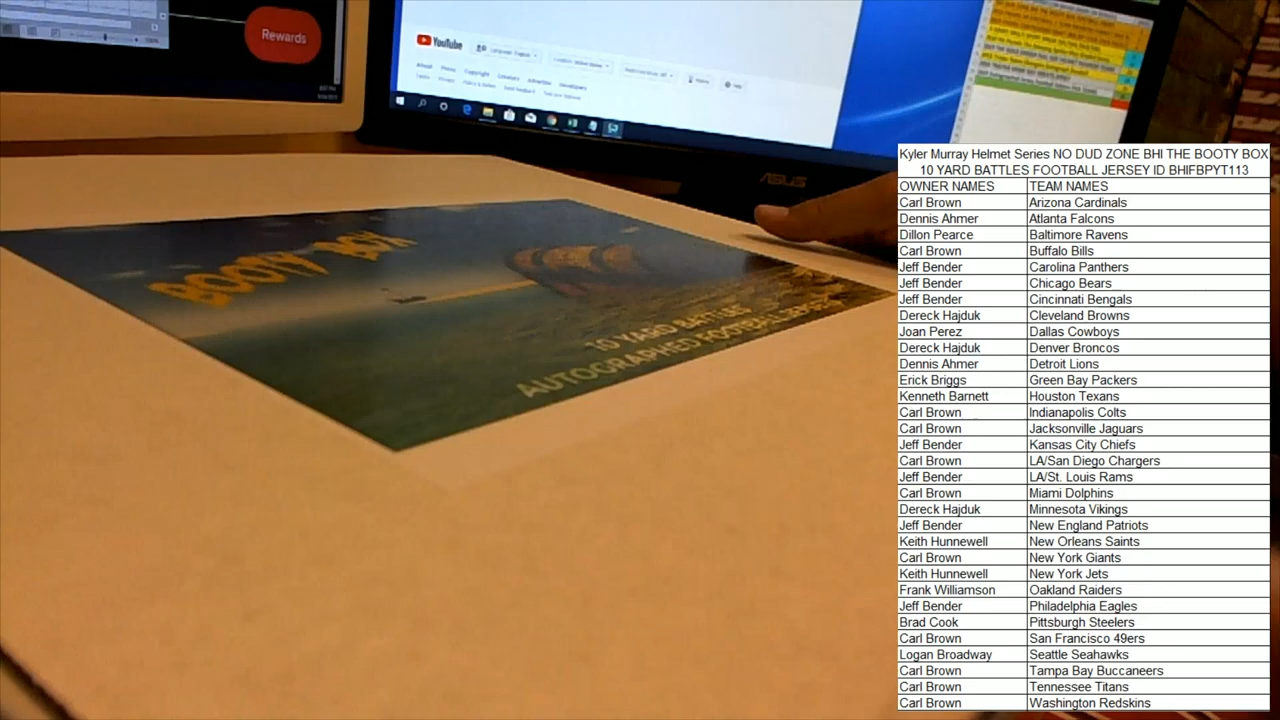 Rewards
YouTube
About Press Copyright Creators Advertise Developers
BOOTY BOX
10 YARD BATTLES
AUTOGRAPHED FOOTBALL JERSEY
ASUS
Kyler Murray Helmet Series NO DUD ZONE BHI THE BOOTY BOX
10 YARD BATTLES FOOTBALL JERSEY ID BHIFBPYT113
OWNER NAMES TEAM NAMES
Carl Brown Arizona Cardinals
Dennis Ahmer Atlanta Falcons
Dillon Pearce Baltimore Ravens
Carl Brown Buffalo Bills
Jeff Bender Carolina Panthers
Jeff Bender Chicago Bears
Jeff Bender Cincinnati Bengals
Dereck Hajduk Cleveland Browns
Joan Perez Dallas Cowboys
Dereck Hajduk Denver Broncos
Dennis Ahmer Detroit Lions
Erick Briggs Green Bay Packers
Kenneth Barnett Houston Texans
Carl Brown Indianapolis Colts
Carl Brown Jacksonville Jaguars
Jeff Bender Kansas City Chiefs
Carl Brown LA/San Diego Chargers
Jeff Bender LA/St. Louis Rams
Carl Brown Miami Dolphins
Dereck Hajduk Minnesota Vikings
Jeff Bender New England Patriots
Keith Hunnewell New Orleans Saints
Carl Brown New York Giants
Keith Hunnewell New York Jets
Frank Williamson Oakland Raiders
Jeff Bender Philadelphia Eagles
Brad Cook Pittsburgh Steelers
Carl Brown San Francisco 49ers
Logan Broadway Seattle Seahawks
Carl Brown Tampa Bay Buccaneers
Carl Brown Tennessee Titans
Carl Brown Washington Redskins